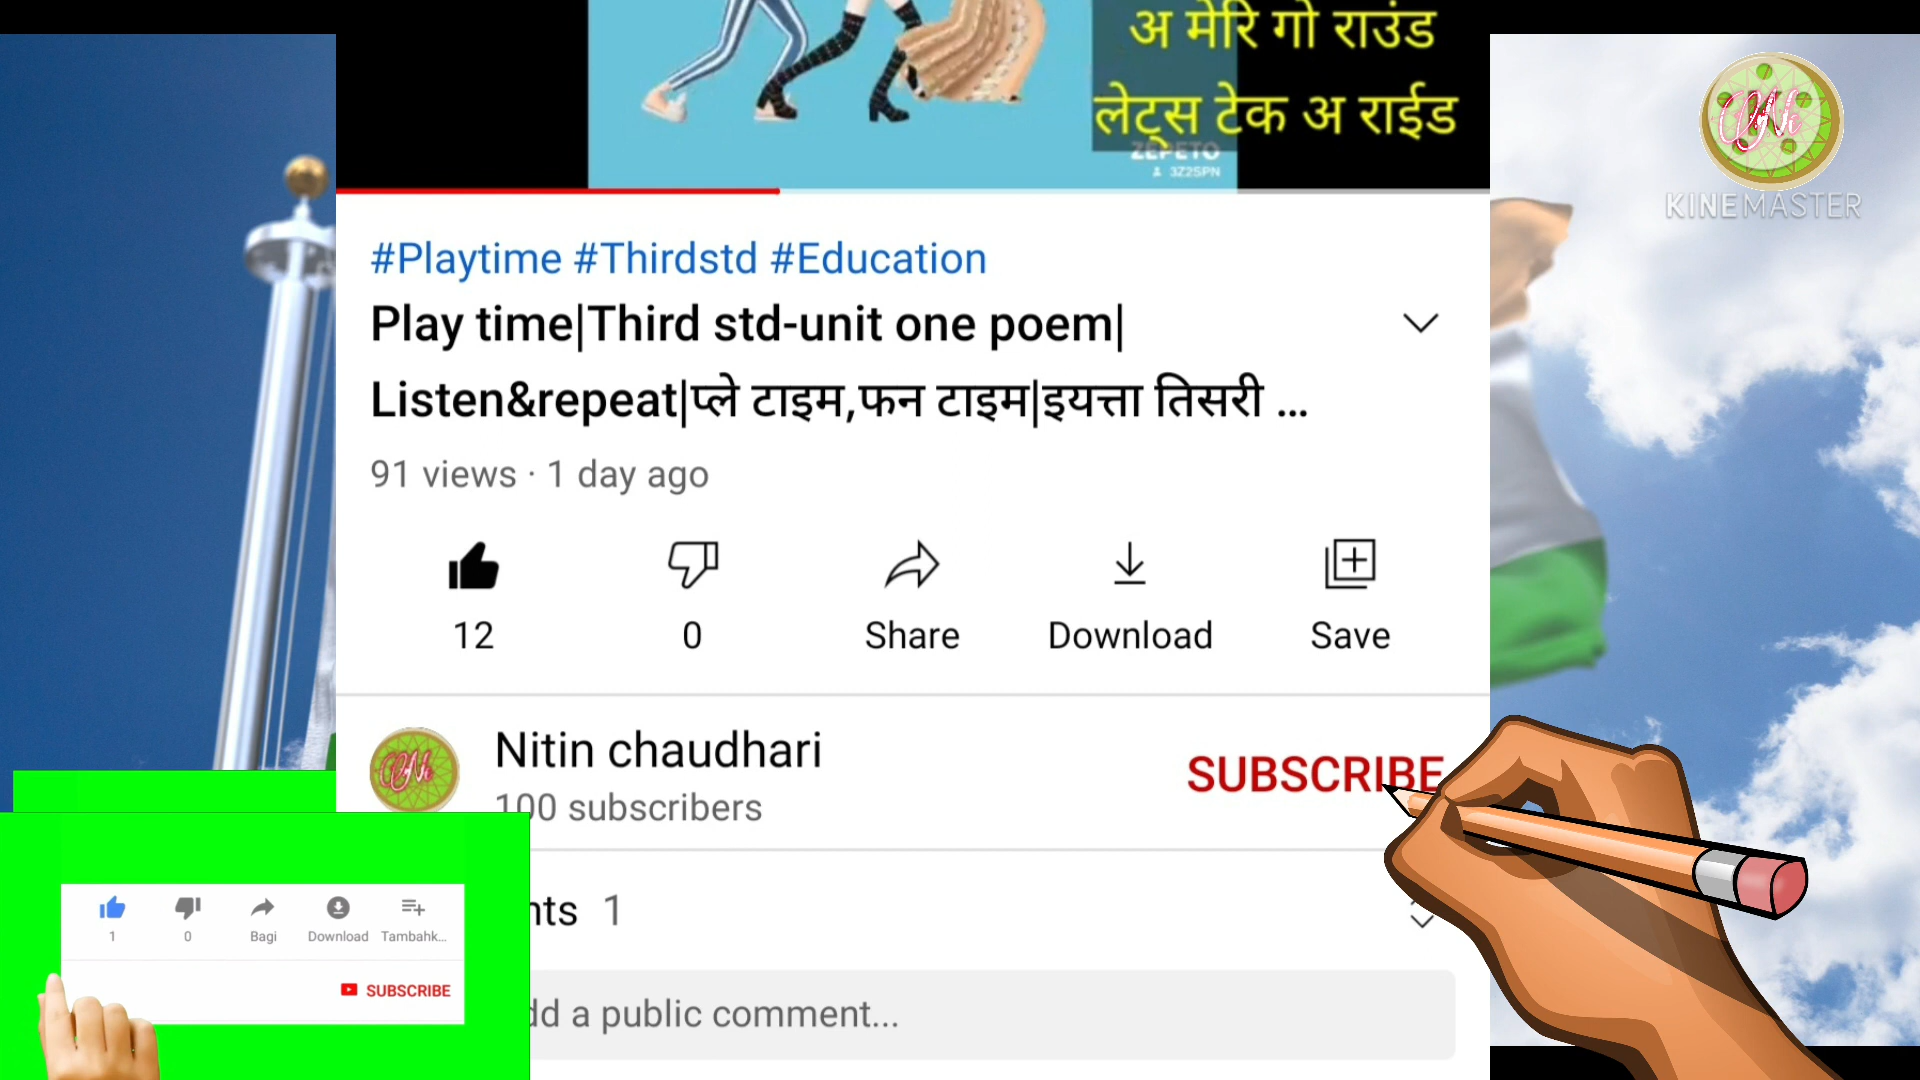 अ मेरि गो राउंड
लेट्स टेक अ राईड
ZEPETO
3Z2SPN
KINEMASTER
#Playtime #Thirdstd #Education
Play time|Third std-unit one poem|
Listen&repeat|प्ले टाइम,फन टाइम|इयत्ता तिसरी ...
91 views · 1 day ago
12 0 Share Download Save
Nitin chaudhari
SUBSCRIBE
100 subscribers
nts 1
dd a public comment...
1 0 Bagi Download Tambahk...
SUBSCRIBE